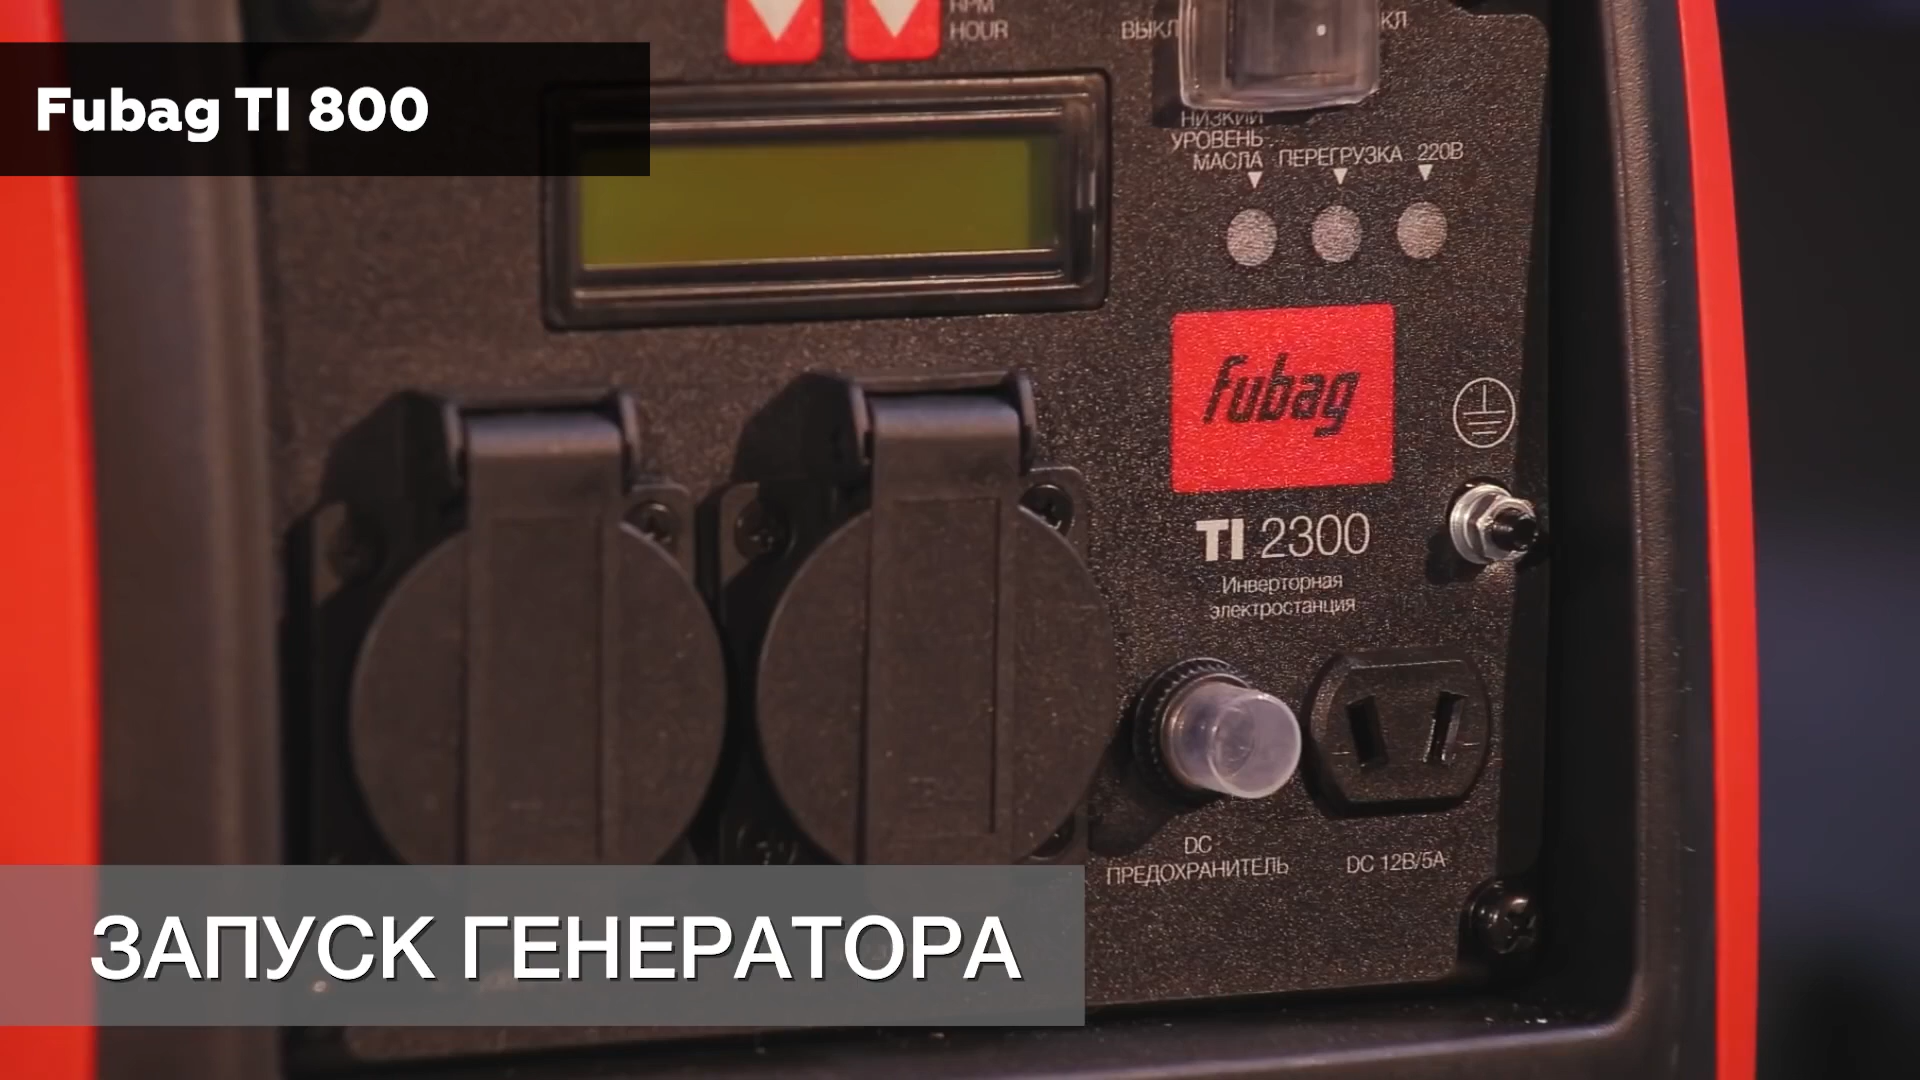 RPM
HOUR
ВЫКЛ
КЛ
Fubag TI 800
НИЗКИЙ
УРОВЕНЬ
МАСЛА
ПЕРЕГРУЗКА
220В
fubag
TI 2300
Инверторная
электростанция
DC
ПРЕДОХРАНИТЕЛЬ
DC 12В/5А
ЗАПУСК ГЕНЕРАТОРА